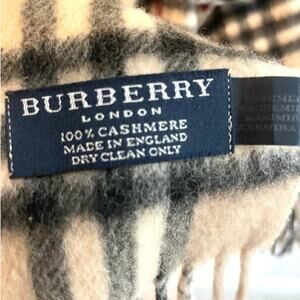 BURBERRY
LONDON
100% CASHMERE
MADE IN ENGLAND
DRY CLEAN ONLY